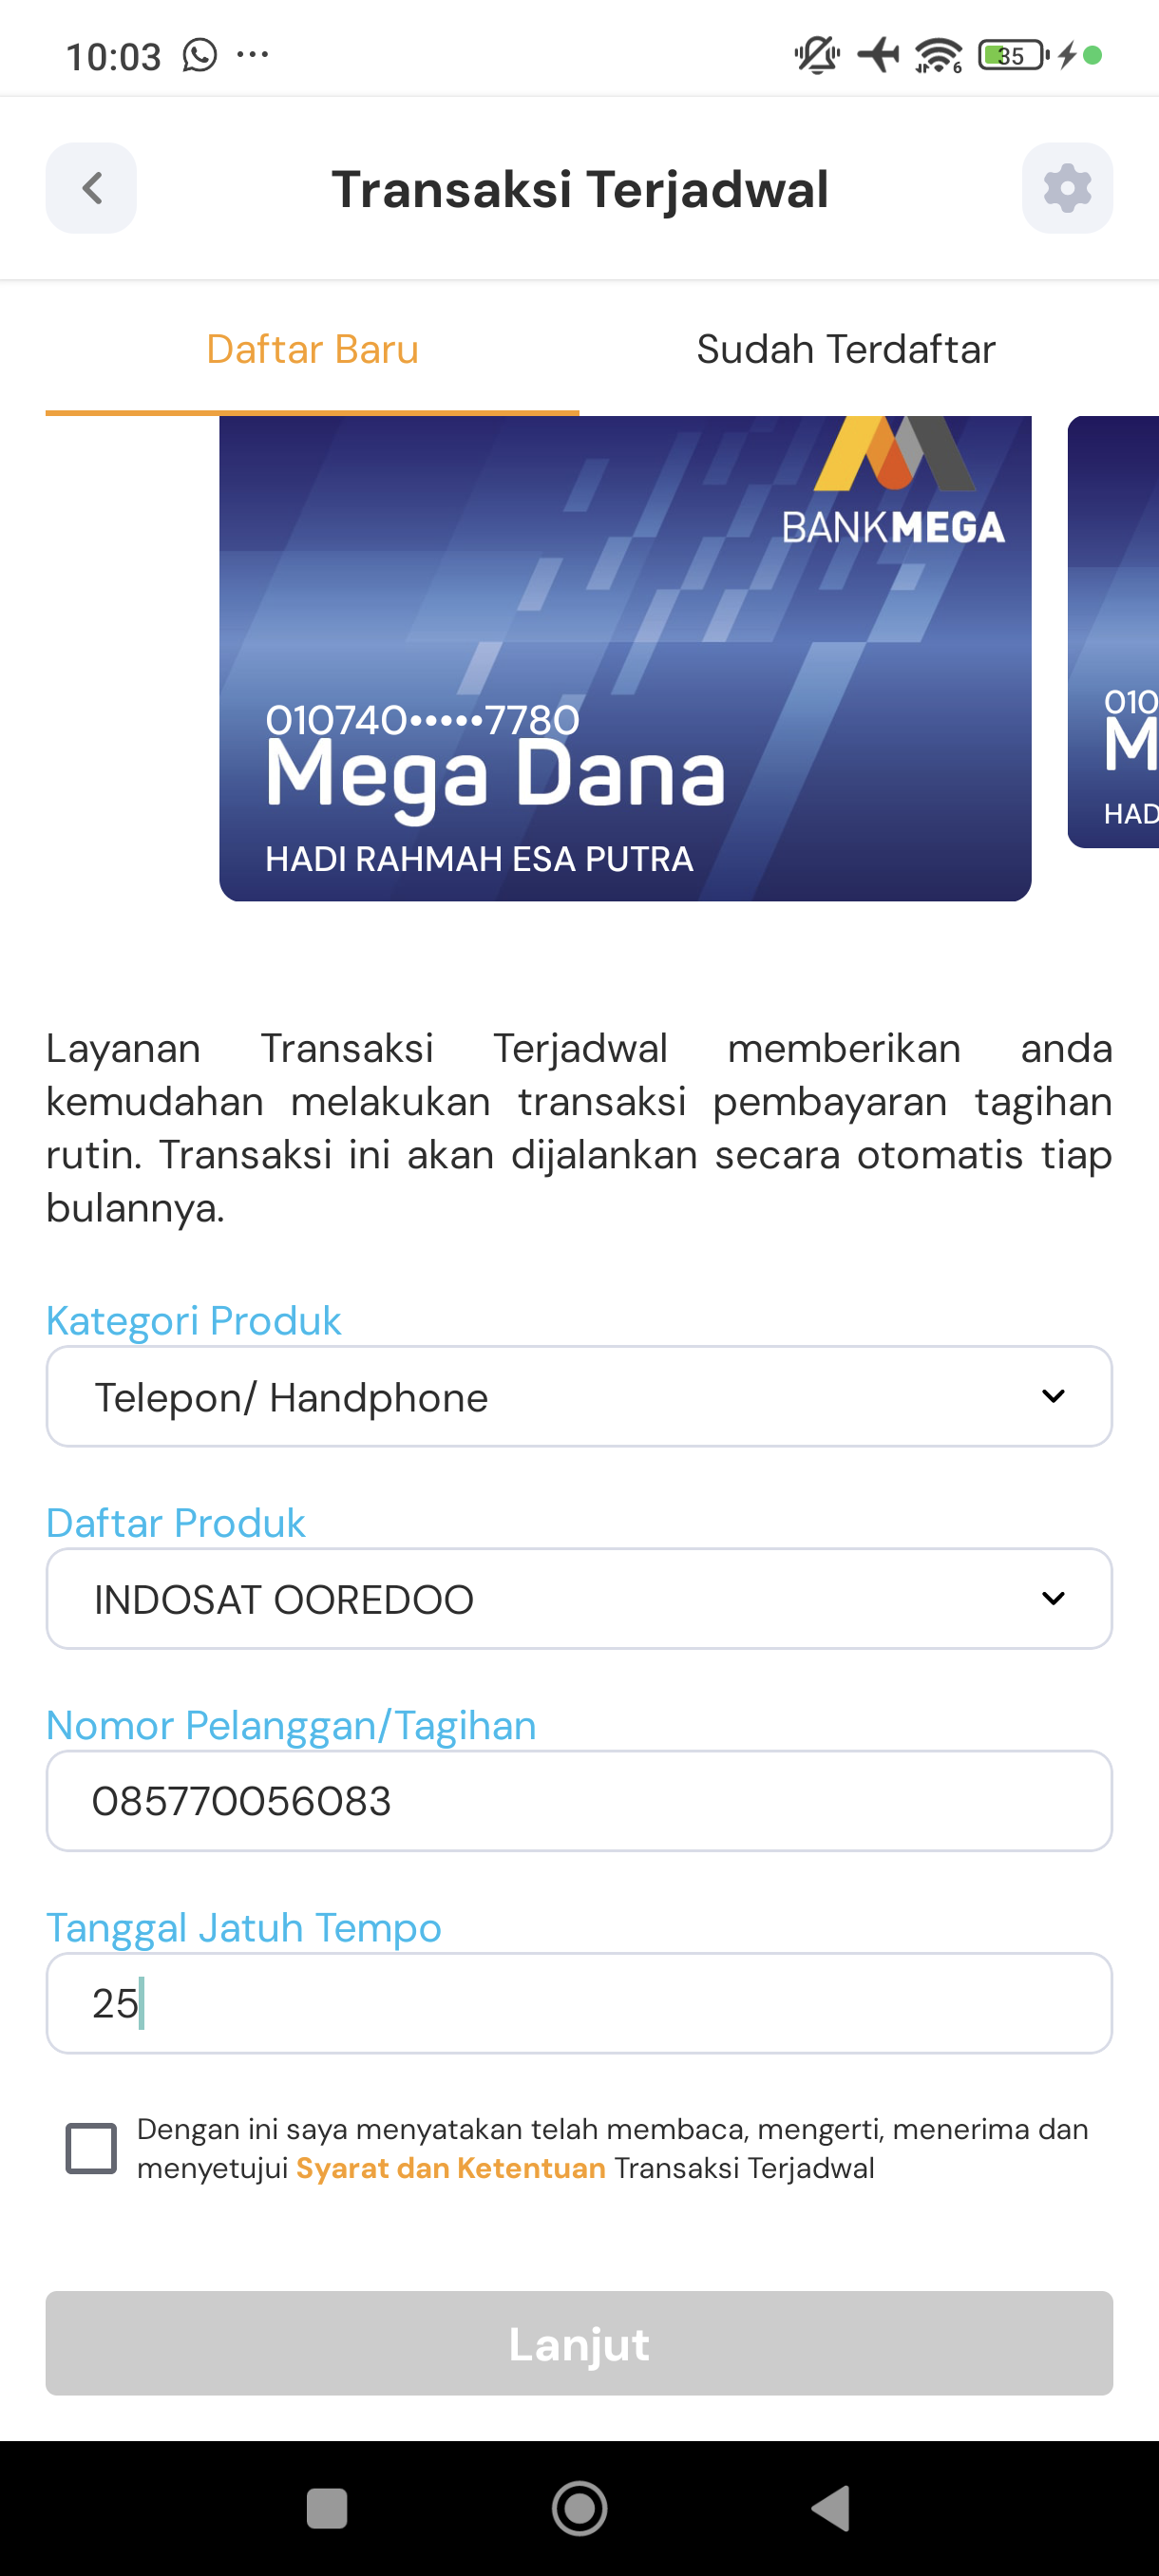 10:03
6
35
Transaksi Terjadwal
Daftar Baru
Sudah Terdaftar
BANKMEGA
010740•••••7780
Mega Dana
HADI RAHMAH ESA PUTRA
010
M
HAD
Layanan Transaksi Terjadwal memberikan anda
kemudahan melakukan transaksi pembayaran tagihan
rutin. Transaksi ini akan dijalankan secara otomatis tiap
bulannya.
Kategori Produk
Telepon/ Handphone
Daftar Produk
INDOSAT OOREDOO
Nomor Pelanggan/Tagihan
085770056083
Tanggal Jatuh Tempo
25
Dengan ini saya menyatakan telah membaca, mengerti, menerima dan
menyetujui Syarat dan Ketentuan Transaksi Terjadwal
Lanjut